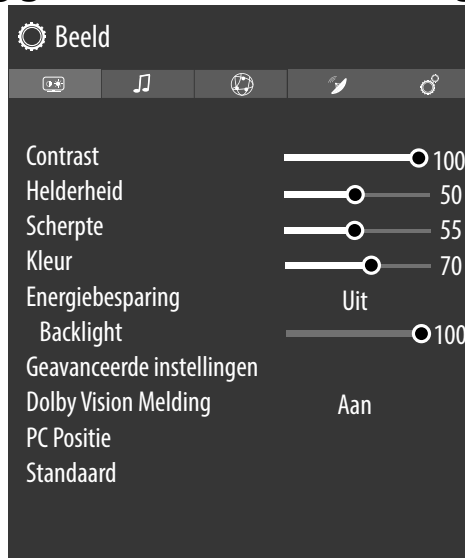 Beeld
Contrast 100
Helderheid 50
Scherpte 55
Kleur 70
Energiebesparing Uit
Backlight 100
Geavanceerde instellingen
Dolby Vision Melding Aan
PC Positie
Standaard